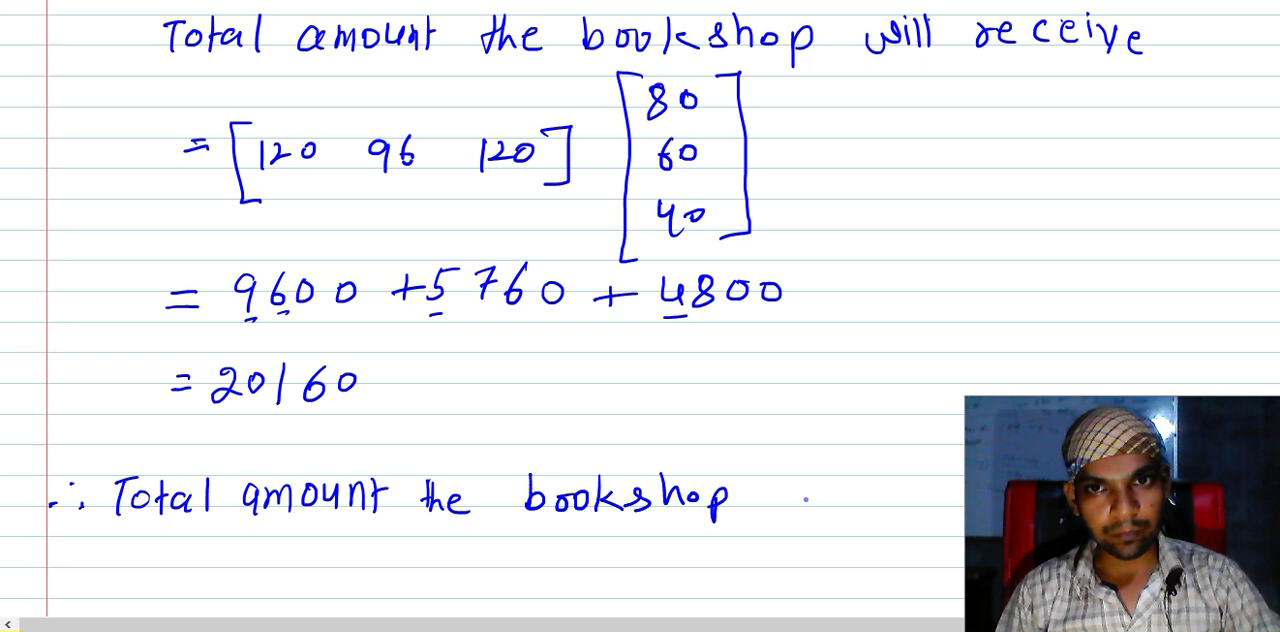 Total amount the bookshop will receive
= [120 96 120] [80
60
40]
= 9600 + 5760 + 4800
= 20160
∴ Total amount the bookshop